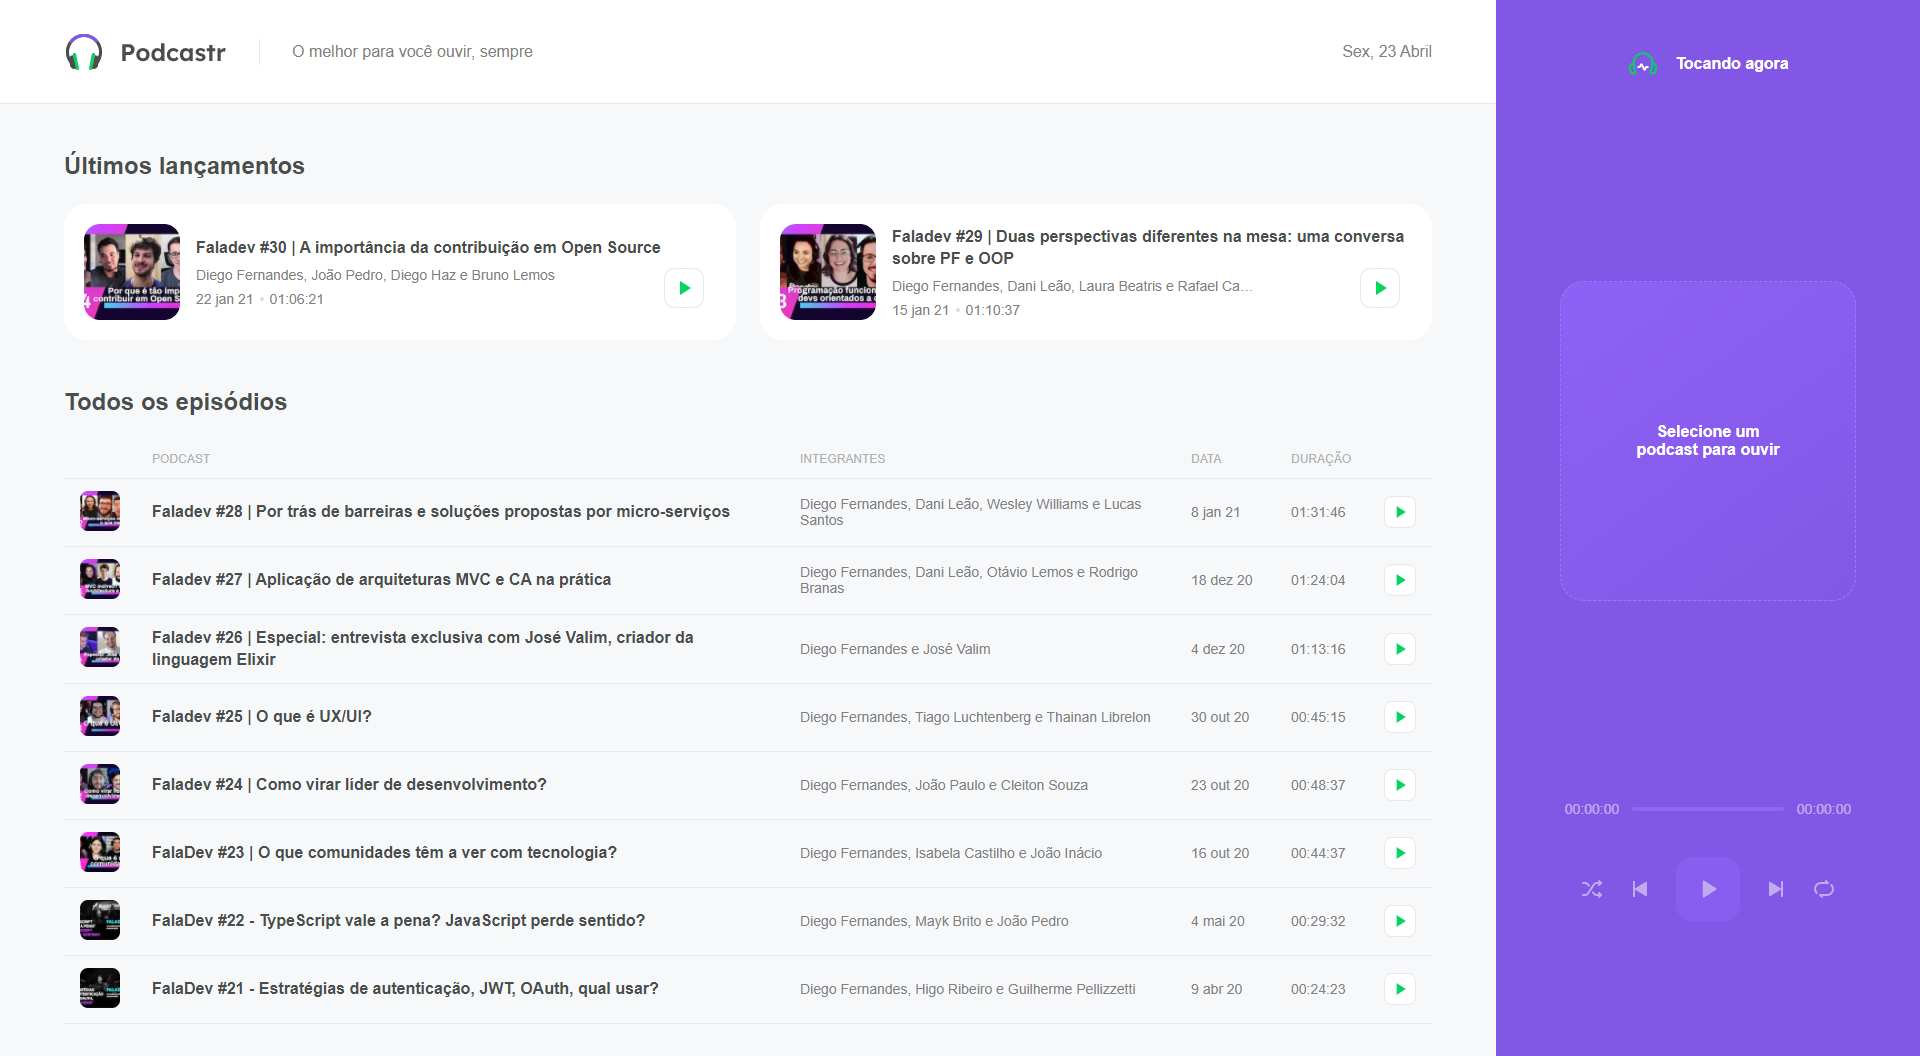 Podcastr
O melhor para você ouvir, sempre
Sex, 23 Abril
Tocando agora
Últimos lançamentos
Faladev #30 | A importância da contribuição em Open Source
Diego Fernandes, João Pedro, Diego Haz e Bruno Lemos
22 jan 21 • 01:06:21
Faladev #29 | Duas perspectivas diferentes na mesa: uma conversa
sobre PF e OOP
Diego Fernandes, Dani Leão, Laura Beatris e Rafael Ca...
15 jan 21 • 01:10:37
Todos os episódios
PODCAST INTEGRANTES DATA DURAÇÃO
Faladev #28 | Por trás de barreiras e soluções propostas por micro-serviços
Diego Fernandes, Dani Leão, Wesley Williams e Lucas
Santos
8 jan 21
01:31:46
Faladev #27 | Aplicação de arquiteturas MVC e CA na prática
Diego Fernandes, Dani Leão, Otávio Lemos e Rodrigo
Branas
18 dez 20
01:24:04
Faladev #26 | Especial: entrevista exclusiva com José Valim, criador da
linguagem Elixir
Diego Fernandes e José Valim
4 dez 20
01:13:16
Faladev #25 | O que é UX/UI?
Diego Fernandes, Tiago Luchtenberg e Thainan Librelon
30 out 20
00:45:15
Faladev #24 | Como virar líder de desenvolvimento?
Diego Fernandes, João Paulo e Cleiton Souza
23 out 20
00:48:37
FalaDev #23 | O que comunidades têm a ver com tecnologia?
Diego Fernandes, Isabela Castilho e João Inácio
16 out 20
00:44:37
FalaDev #22 - TypeScript vale a pena? JavaScript perde sentido?
Diego Fernandes, Mayk Brito e João Pedro
4 mai 20
00:29:32
FalaDev #21 - Estratégias de autenticação, JWT, OAuth, qual usar?
Diego Fernandes, Higo Ribeiro e Guilherme Pellizzetti
9 abr 20
00:24:23
Selecione um
podcast para ouvir
00:00:00
00:00:00